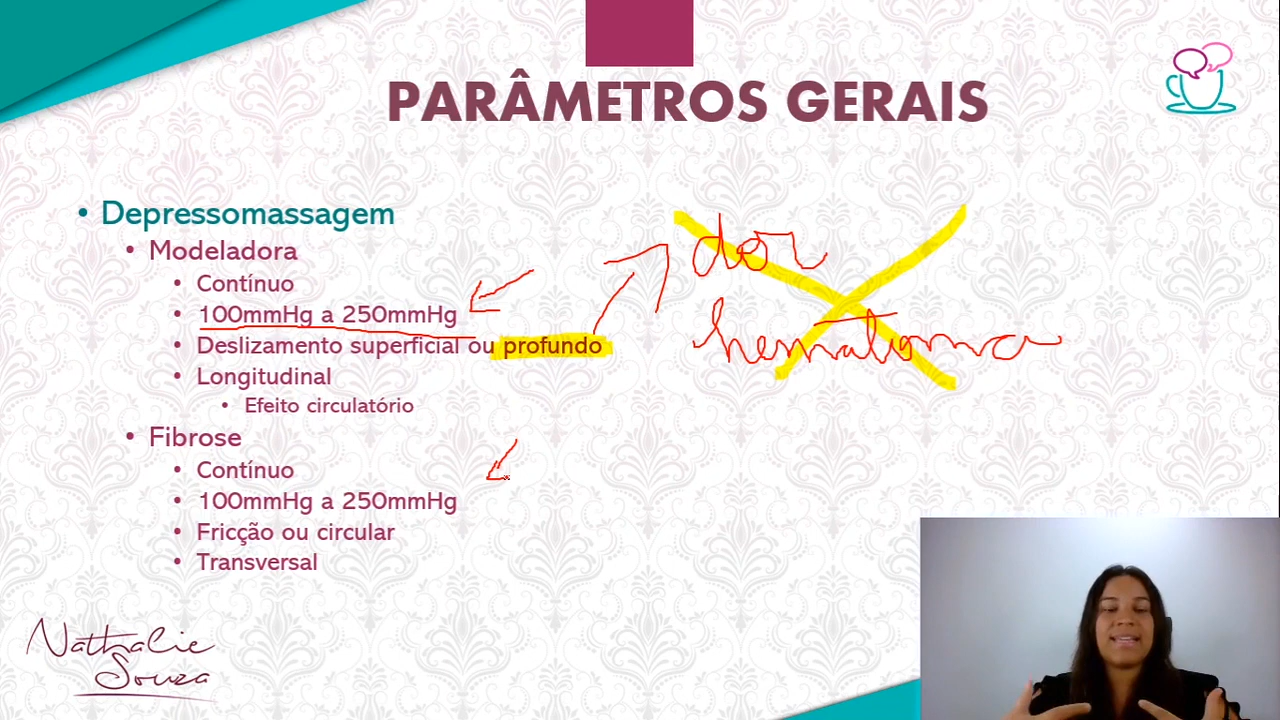 PARÂMETROS GERAIS
• Depressomassagem
• Modeladora
• Contínuo
• 100mmHg a 250mmHg
• Deslizamento superficial ou profundo
• Longitudinal
• Efeito circulatório
• Fibrose
• Contínuo
• 100mmHg a 250mmHg
• Fricção ou circular
• Transversal
dor
hematoma
Nathalie
Souza